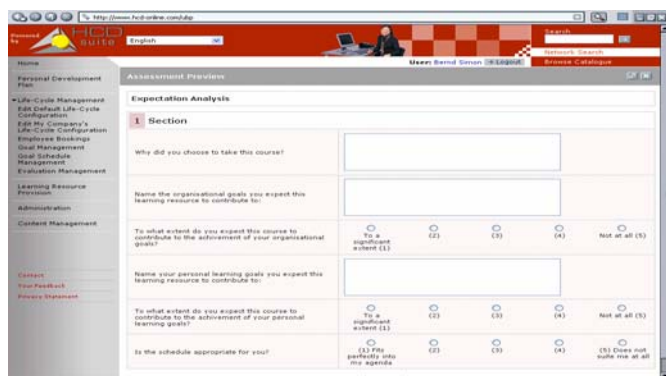 http://www.hcd-online.com/ubp
Powered by
HCD
suite
English
Search
Network Search
User: Bernd Simon
Logout
Browse Catalogue
Home
Personal Development
Plan
Life-Cycle Management
Edit Default Life-Cycle
Configuration
Edit My Company's
Life-Cycle Configuration
Employee Bookings
Goal Management
Goal Schedule
Management
Evaluation Management
Learning Resource
Provision
Administration
Content Management
Contact
Your Feedback
Privacy Statement
Assessment Preview
Expectation Analysis
1 Section
Why did you choose to take this course?
Name the organisational goals you expect this
learning resource to contribute to:
To what extent do you expect this course to
contribute to the achivement of your organisational
goals?
To a
significant
extent (1)
(2)
(3)
(4)
Not at all (5)
Name your personal learning goals you expect this
learning resource to contribute to:
To what extent do you expect this course to
contribute to the achivement of your personal
learning goals?
To a
significant
extent (1)
(2)
(3)
(4)
Not at all (5)
Is the schedule appropriate for you?
(1) Fits
perfectly into
my agenda
(2)
(3)
(4)
(5) Does not
suite me at all